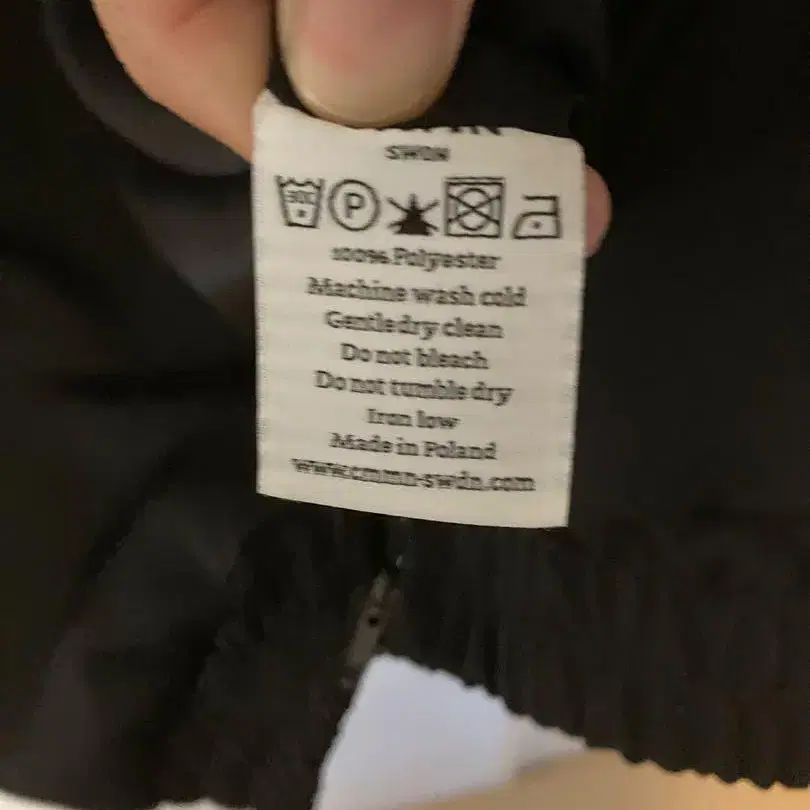 SWDN
30C
P
100% Polyester
Machine wash cold
Gentle dry clean
Do not bleach
Do not tumble dry
Iron low
Made in Poland
www.cmmn-swdn.com